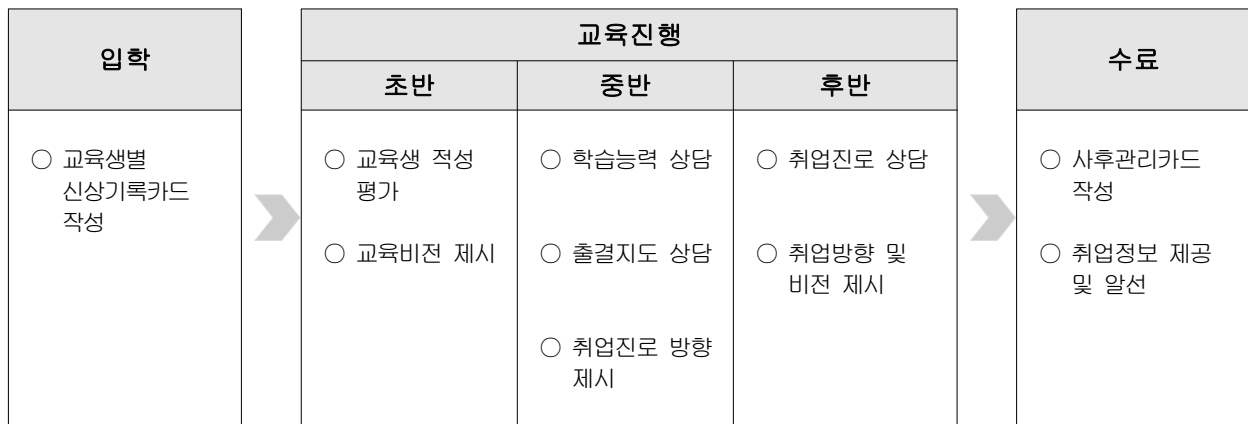 입학
○ 교육생별
신상기록카드
작성
교육진행
초반
○ 교육생 적성
평가
○ 교육비전 제시
중반
○ 학습능력 상담
○ 출결지도 상담
○ 취업진로 방향
제시
후반
○ 취업진로 상담
○ 취업방향 및
비전 제시
수료
○ 사후관리카드
작성
○ 취업정보 제공
및 알선